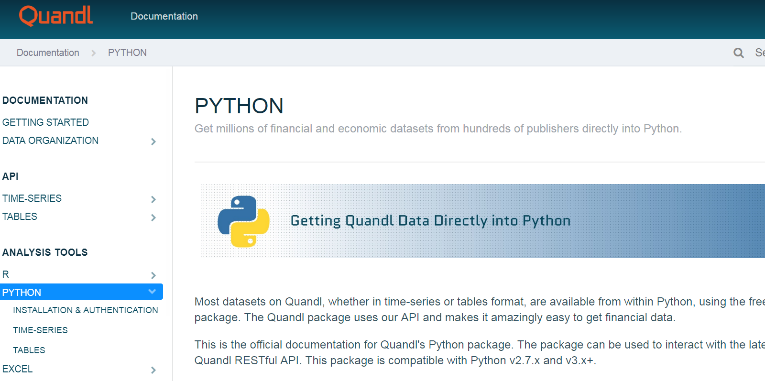 Quandl
Documentation
Documentation > PYTHON
DOCUMENTATION
GETTING STARTED
DATA ORGANIZATION
API
TIME-SERIES
TABLES
ANALYSIS TOOLS
R
PYTHON
INSTALLATION & AUTHENTICATION
TIME-SERIES
TABLES
EXCEL
PYTHON
Get millions of financial and economic datasets from hundreds of publishers directly into Python.
Getting Quandl Data Directly into Python
Most datasets on Quandl, whether in time-series or tables format, are available from within Python, using the free
package. The Quandl package uses our API and makes it amazingly easy to get financial data.
This is the official documentation for Quandl's Python package. The package can be used to interact with the
Quandl RESTful API. This package is compatible with Python v2.7.x and v3.x+.